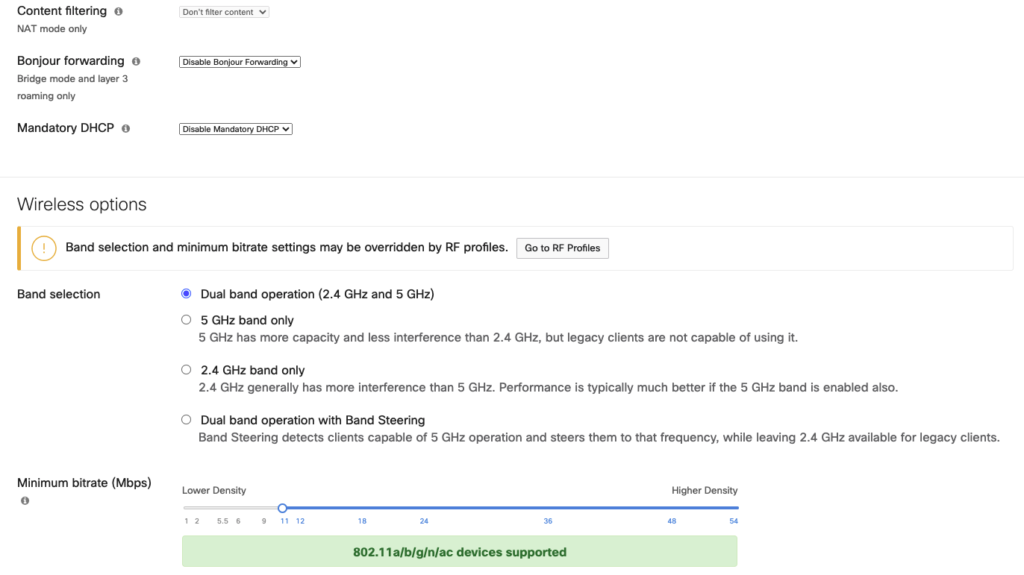 Content filtering
Don't filter content
NAT mode only
Bonjour forwarding
Disable Bonjour Forwarding
Bridge mode and layer 3
roaming only
Mandatory DHCP
Disable Mandatory DHCP
Wireless options
Band selection and minimum bitrate settings may be overridden by RF profiles.
Go to RF Profiles
Band selection
Dual band operation (2.4 GHz and 5 GHz)
5 GHz band only
5 GHz has more capacity and less interference than 2.4 GHz, but legacy clients are not capable of using it.
2.4 GHz band only
2.4 GHz generally has more interference than 5 GHz. Performance is typically much better if the 5 GHz band is enabled also.
Dual band operation with Band Steering
Band Steering detects clients capable of 5 GHz operation and steers them to that frequency, while leaving 2.4 GHz available for legacy clients.
Minimum bitrate (Mbps)
Lower Density Higher Density
1 2 5.5 6 9 11 12 18 24 36 48 54
802.11a/b/g/n/ac devices supported